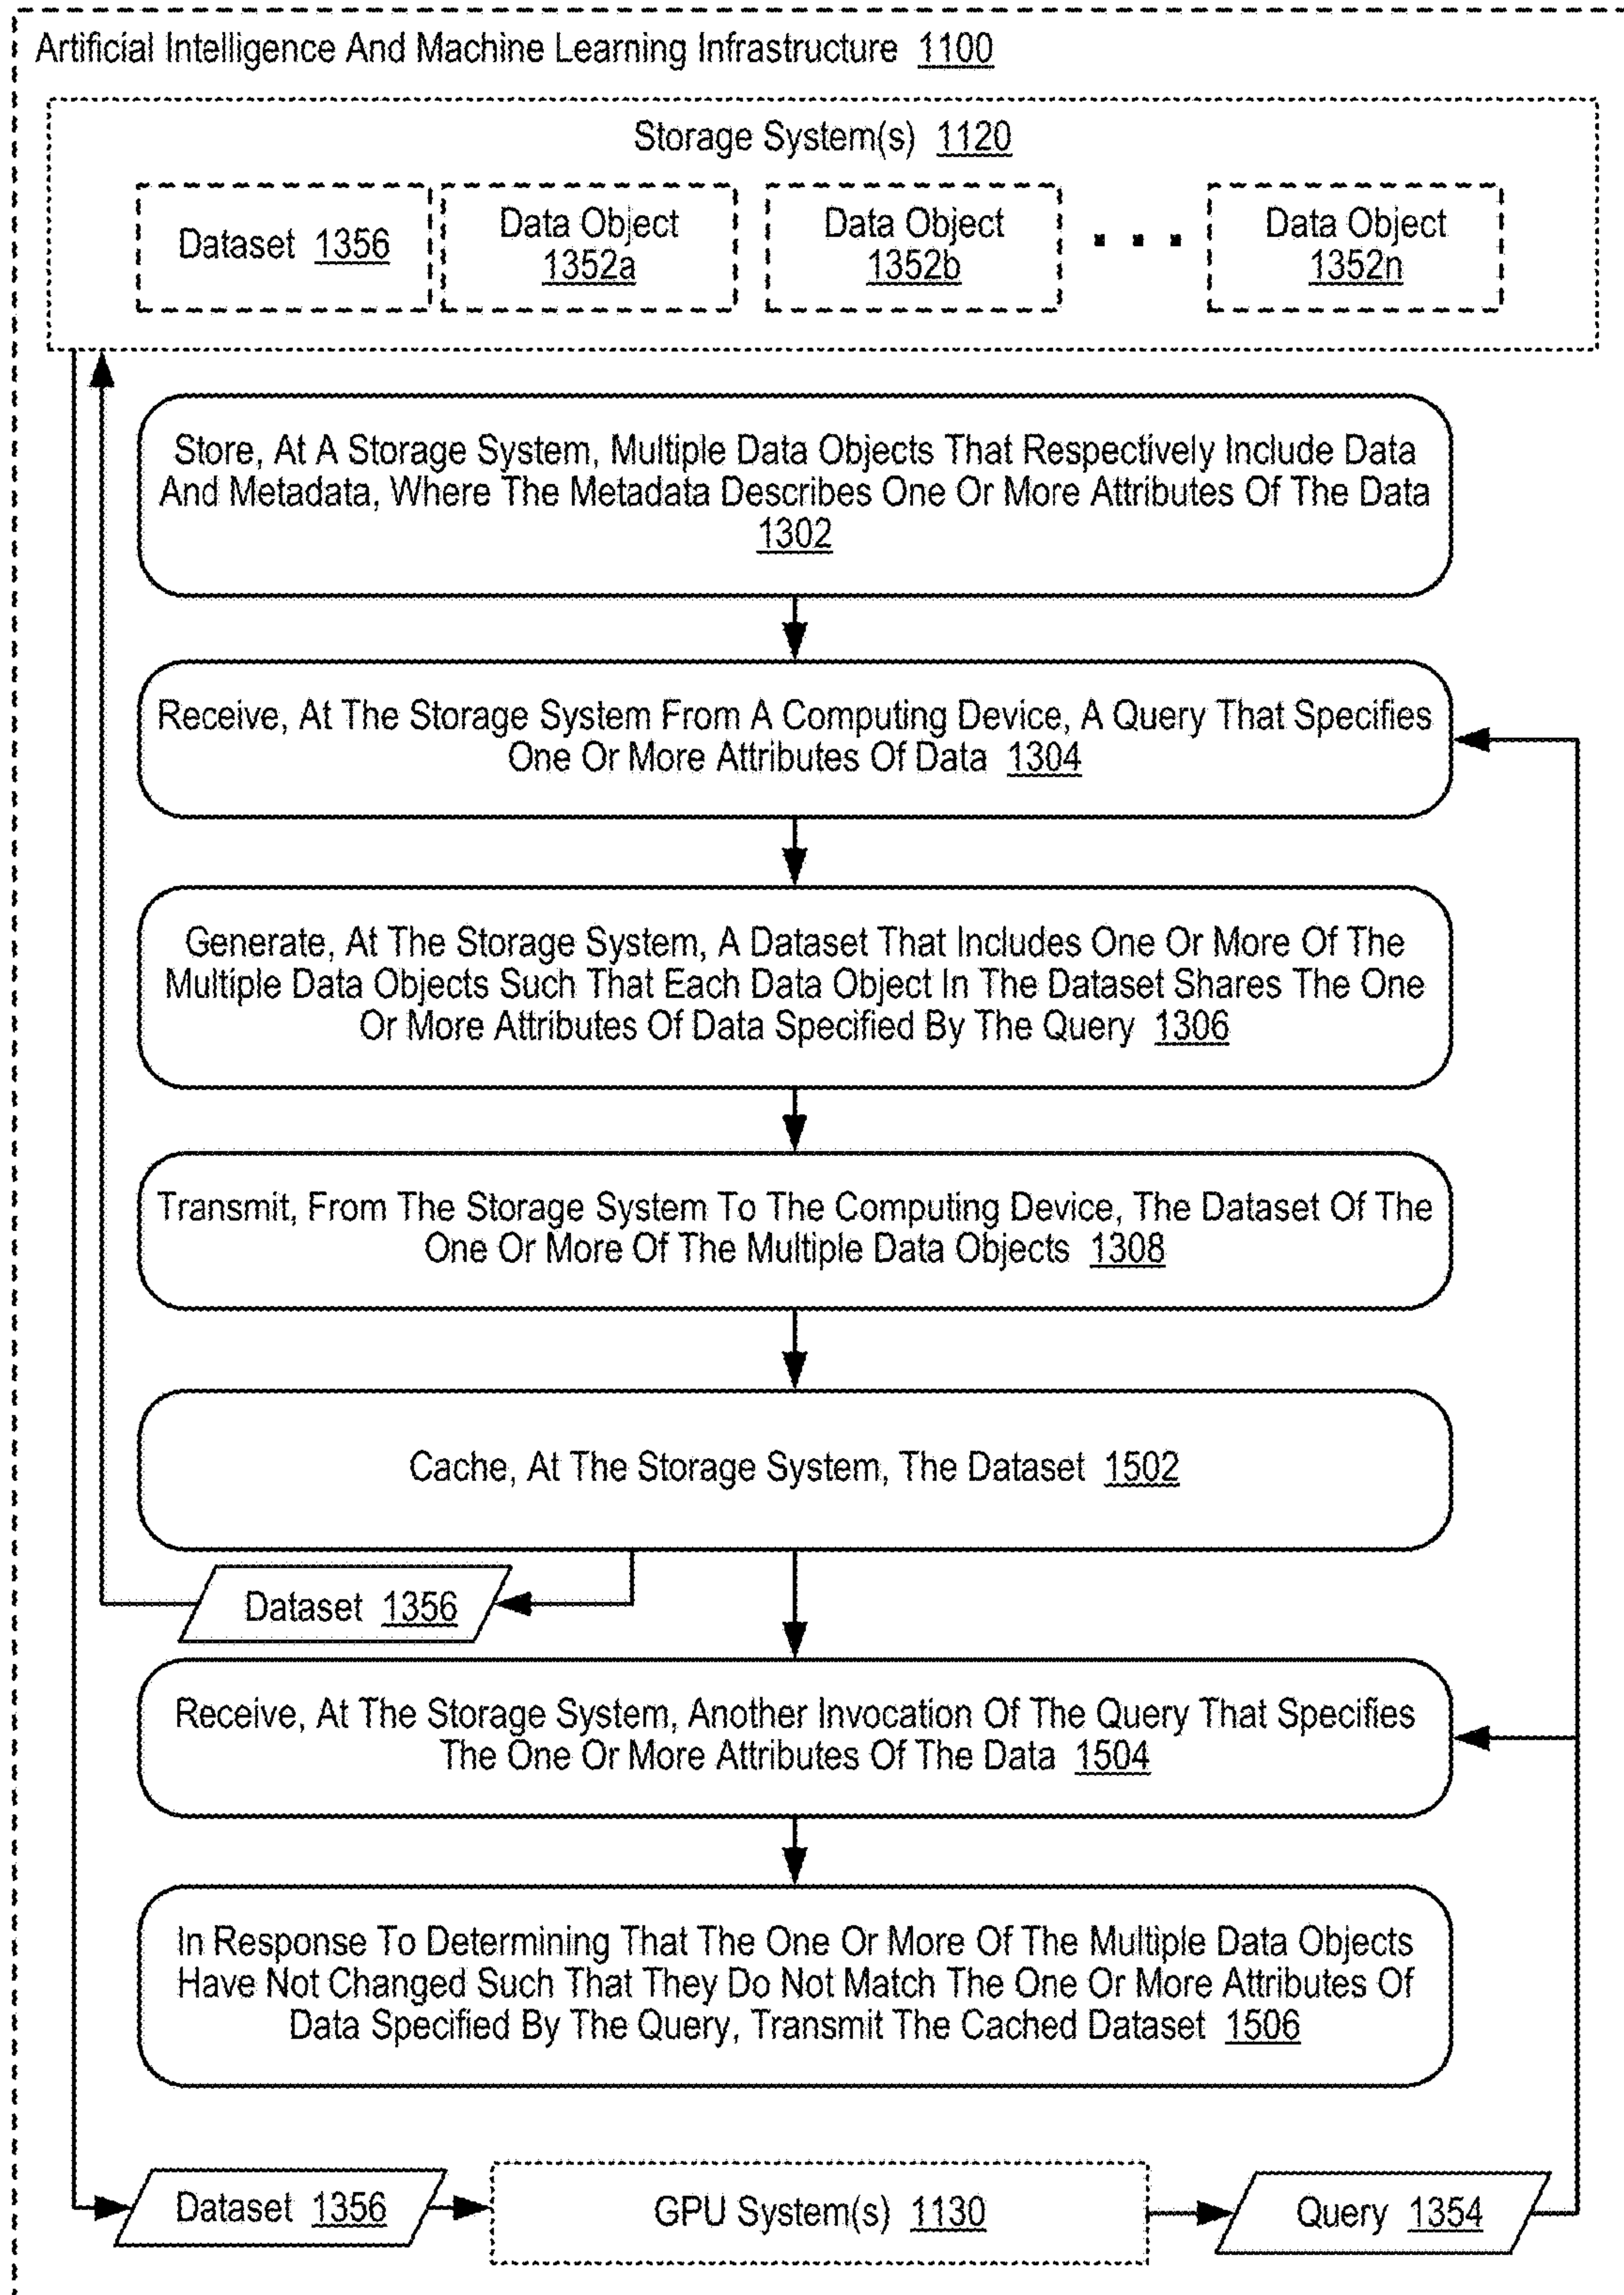 Artificial Intelligence And Machine Learning Infrastructure 1100
Storage System(s) 1120
Dataset 1356
Data Object
1352a
Data Object
1352b
. . .
Data Object
1352n
Store, At A Storage System, Multiple Data Objects That Respectively Include Data
And Metadata, Where The Metadata Describes One Or More Attributes Of The Data
1302
Receive, At The Storage System From A Computing Device, A Query That Specifies
One Or More Attributes Of Data 1304
Generate, At The Storage System, A Dataset That Includes One Or More Of The
Multiple Data Objects Such That Each Data Object In The Dataset Shares The One
Or More Attributes Of Data Specified By The Query 1306
Transmit, From The Storage System To The Computing Device, The Dataset Of The
One Or More Of The Multiple Data Objects 1308
Cache, At The Storage System, The Dataset 1502
Dataset 1356
Receive, At The Storage System, Another Invocation Of The Query That Specifies
The One Or More Attributes Of The Data 1504
In Response To Determining That The One Or More Of The Multiple Data Objects
Have Not Changed Such That They Do Not Match The One Or More Attributes Of
Data Specified By The Query, Transmit The Cached Dataset 1506
Dataset 1356
GPU System(s) 1130
Query 1354